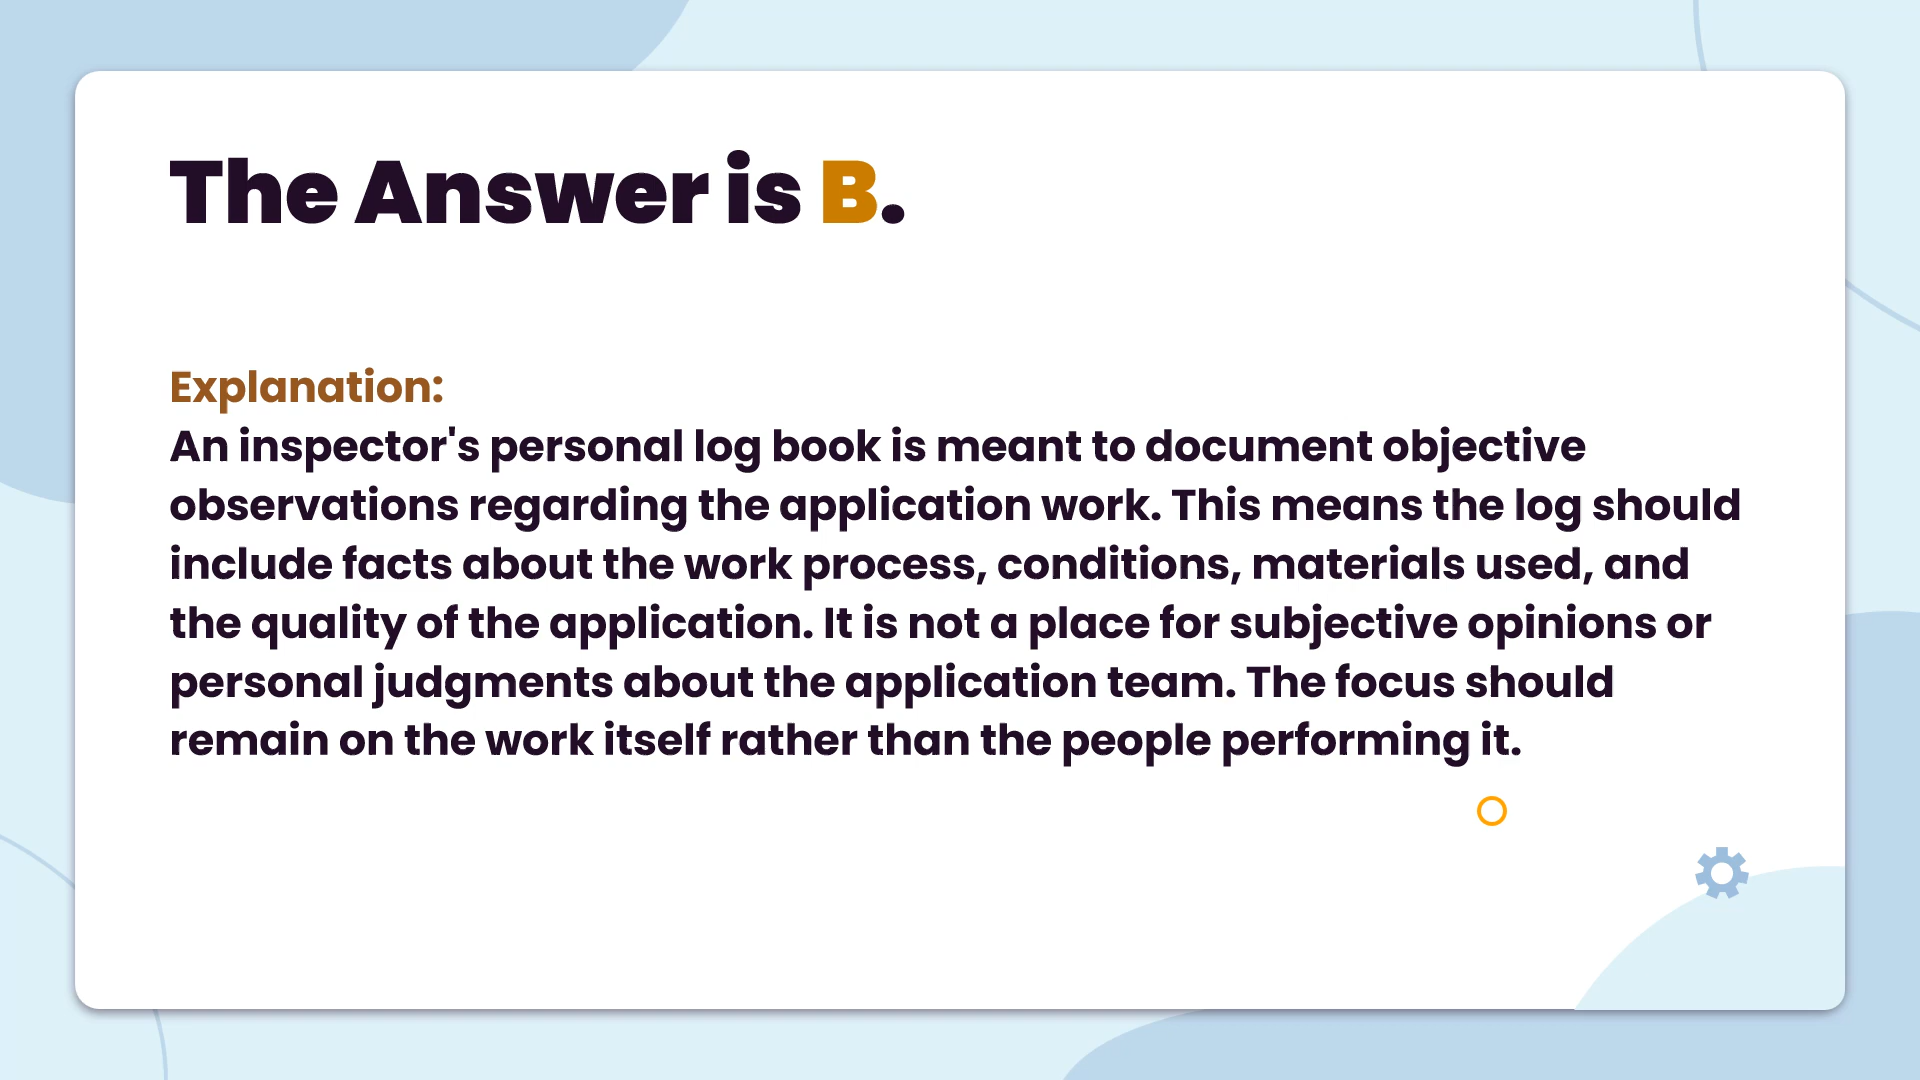 The Answer is B.
Explanation:
An inspector's personal log book is meant to document objective
observations regarding the application work. This means the log should
include facts about the work process, conditions, materials used, and
the quality of the application. It is not a place for subjective opinions or
personal judgments about the application team. The focus should
remain on the work itself rather than the people performing it.